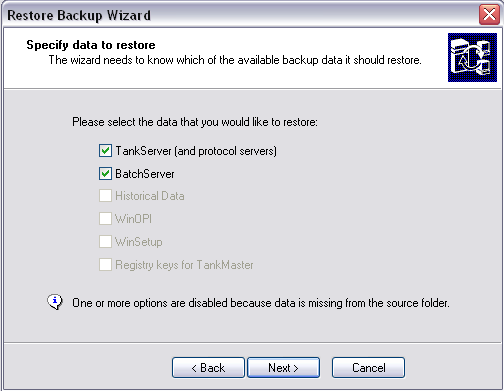 Restore Backup Wizard
Specify data to restore
The wizard needs to know which of the available backup data it should restore.
Please select the data that you would like to restore:
TankServer (and protocol servers)
BatchServer
Historical Data
WinOPI
WinSetup
Registry keys for TankMaster
One or more options are disabled because data is missing from the source folder.
< Back
Next >
Cancel